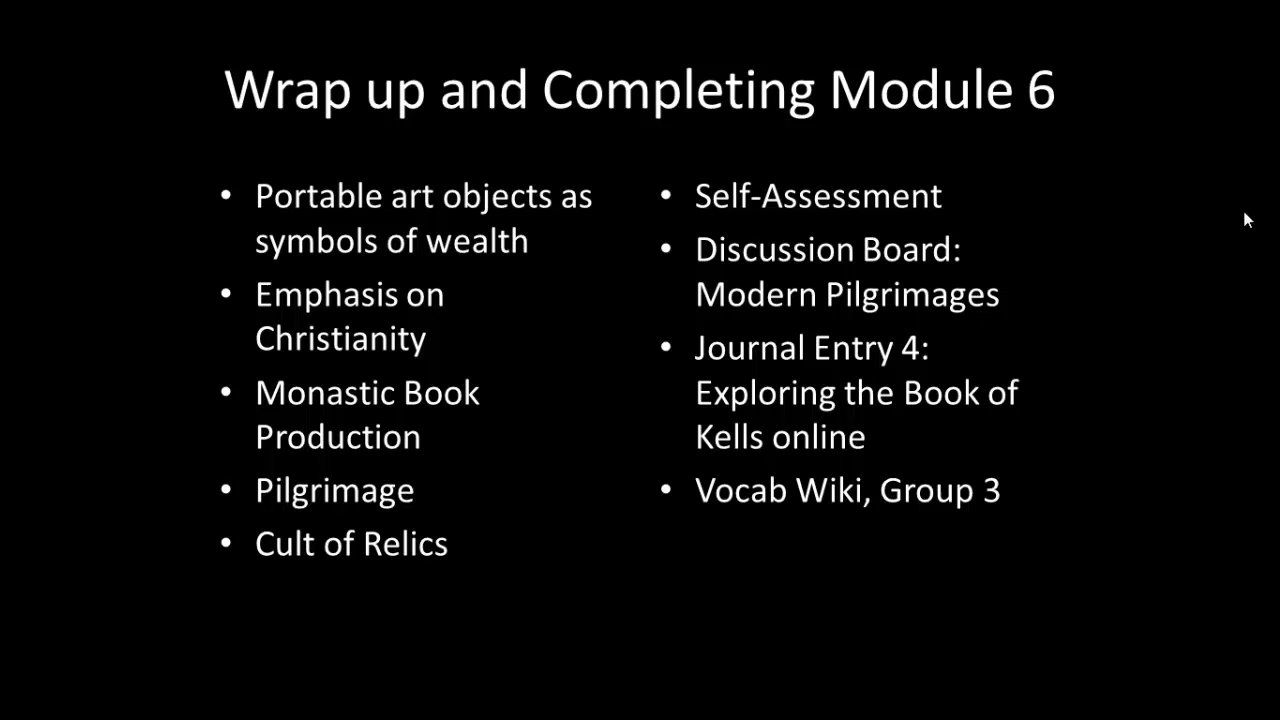 Wrap up and Completing Module 6
• Portable art objects as
symbols of wealth
• Emphasis on
Christianity
• Monastic Book
Production
• Pilgrimage
• Cult of Relics
• Self-Assessment
• Discussion Board:
Modern Pilgrimages
• Journal Entry 4:
Exploring the Book of
Kells online
• Vocab Wiki, Group 3